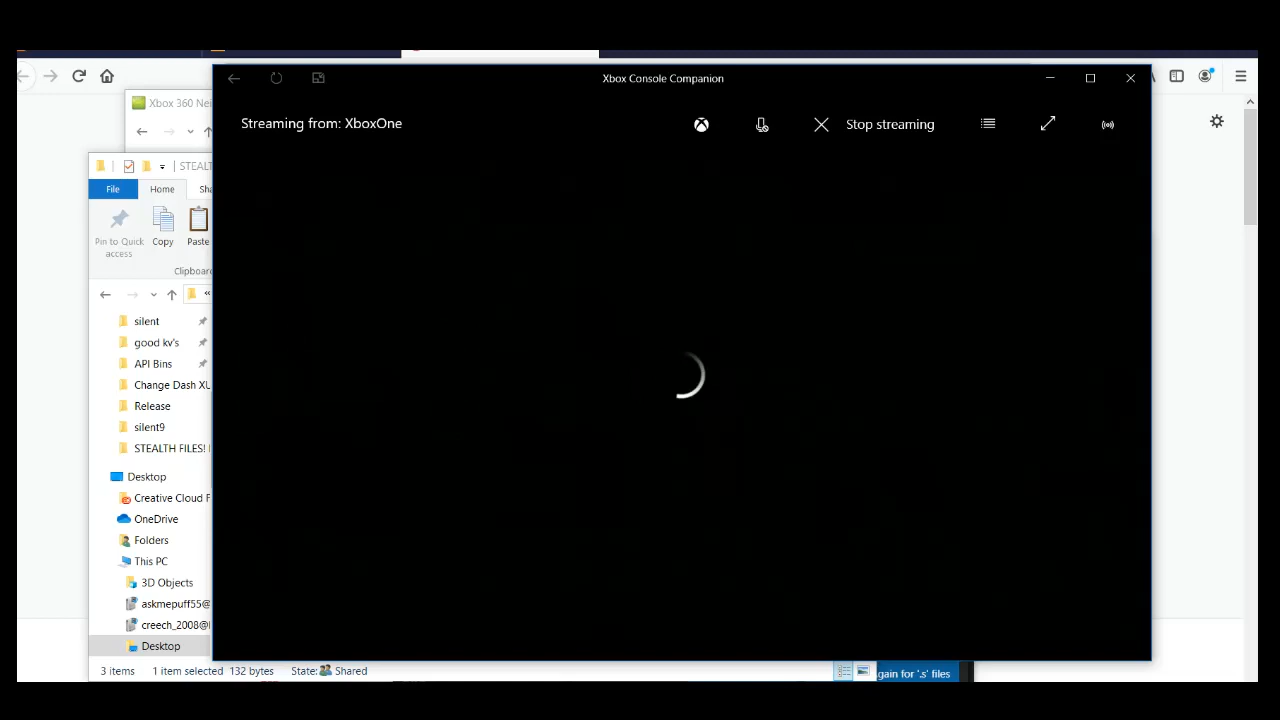 Xbox Console Companion
Xbox 360 Nei
Streaming from: XboxOne
Stop streaming
STEALT
File
Home
Sha
Pin to Quick
access
Copy
Paste
Clipboard
«
silent
good kv's
API Bins
Change Dash XU
Release
silent9
STEALTH FILES!
Desktop
Creative Cloud F
OneDrive
Folders
This PC
3D Objects
askmepuff55@
creech_2008@
Desktop
3 items
1 item selected
132 bytes
State:
Shared
gain for '.s' files